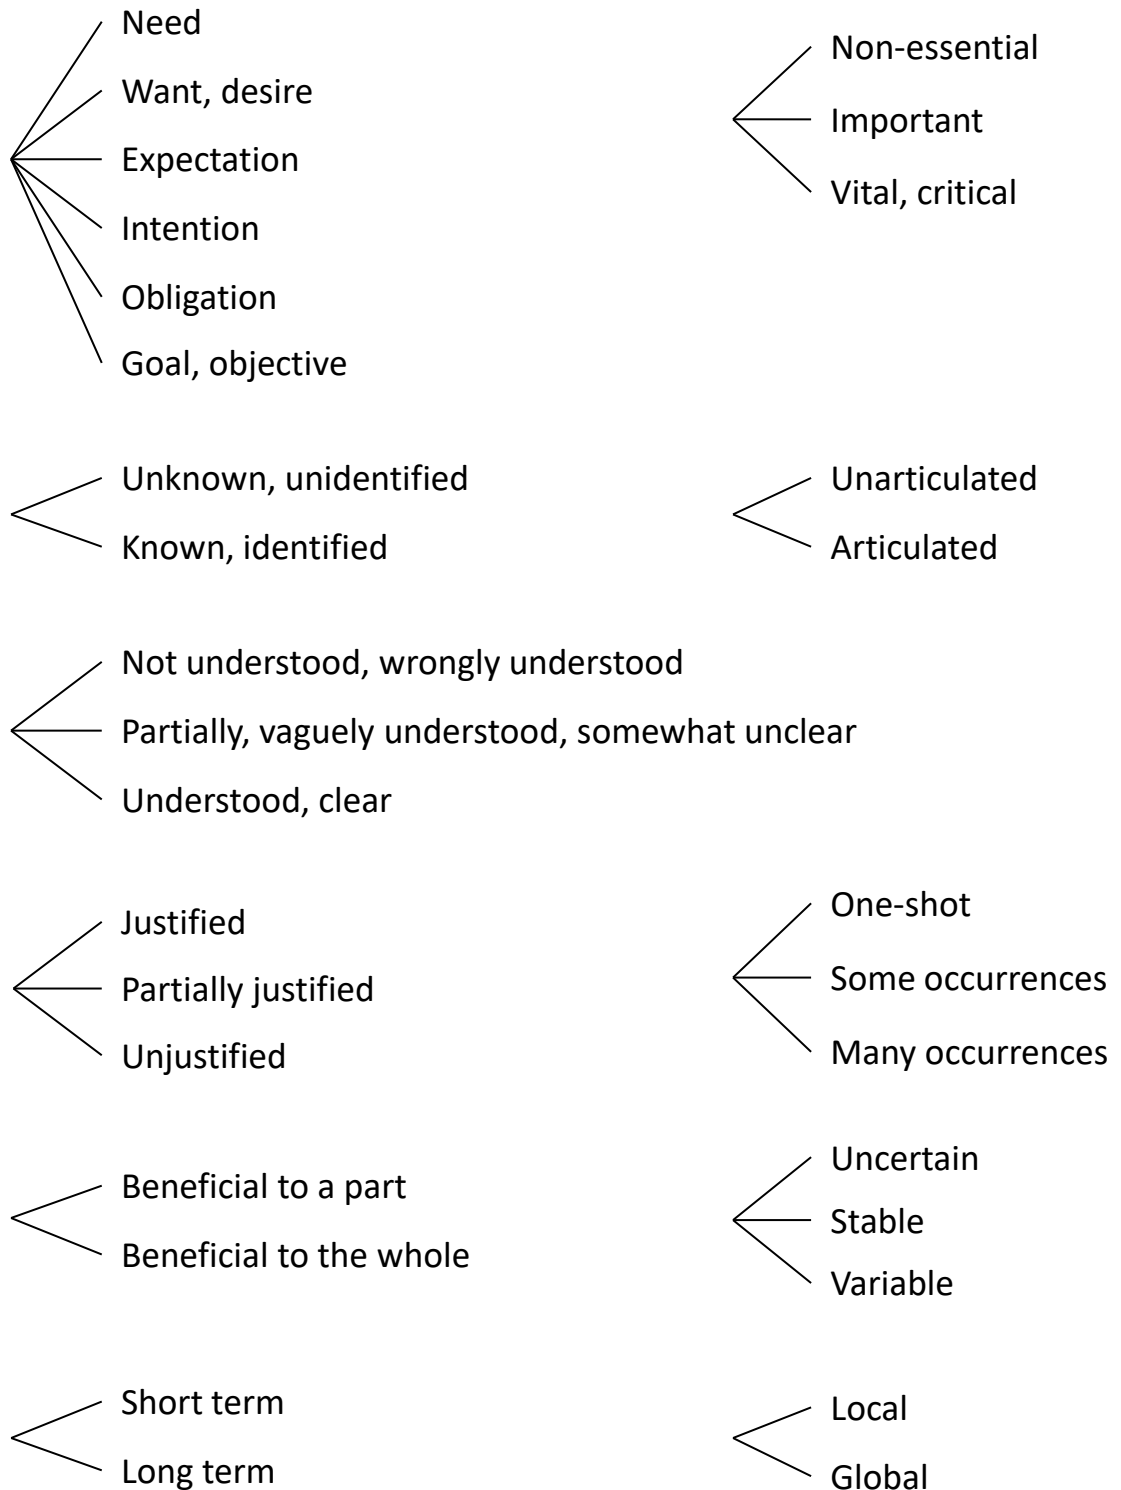 Need
Want, desire
Expectation
Intention
Obligation
Goal, objective
Non-essential
Important
Vital, critical
Unknown, unidentified
Known, identified
Unarticulated
Articulated
Not understood, wrongly understood
Partially, vaguely understood, somewhat unclear
Understood, clear
Justified
Partially justified
Unjustified
One-shot
Some occurrences
Many occurrences
Beneficial to a part
Beneficial to the whole
Uncertain
Stable
Variable
Short term
Long term
Local
Global